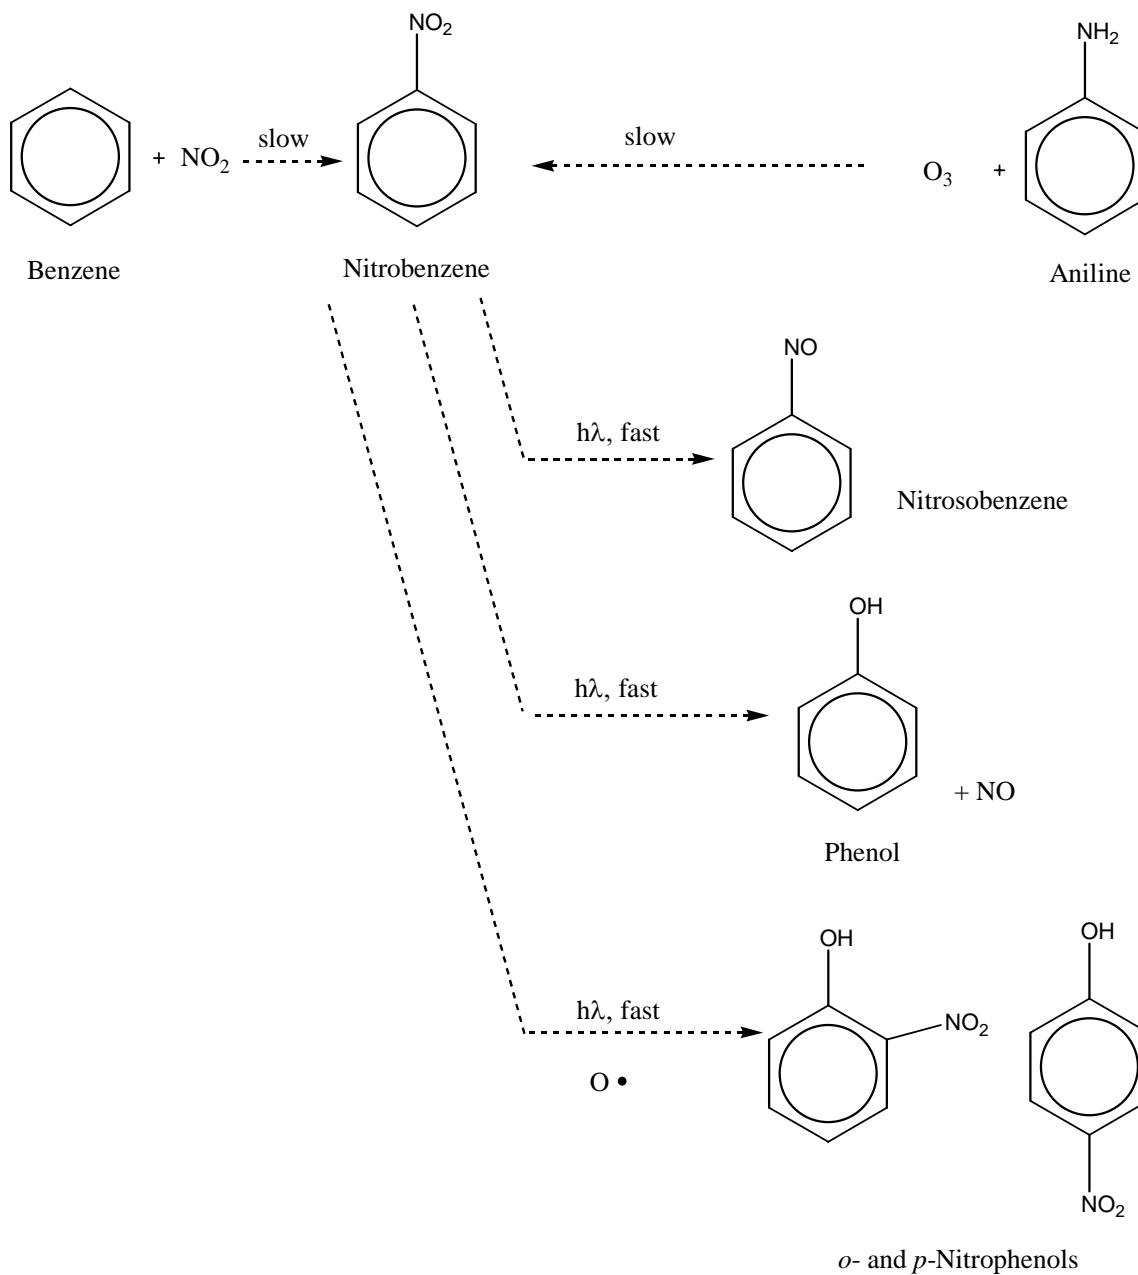 NO₂
NH₂
slow
slow
+ NO₂
O₃ +
Benzene
Nitrobenzene
Aniline
NO
hλ, fast
Nitrosobenzene
OH
hλ, fast
+ NO
Phenol
OH
OH
hλ, fast
NO₂
O •
NO₂
o- and p-Nitrophenols